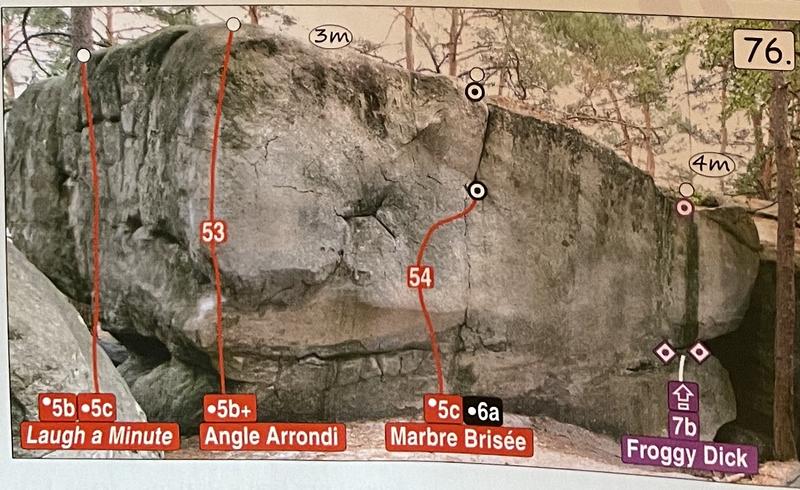 76.
3m
4m
53
54
•5b •5c
Laugh a Minute
•5b+
Angle Arrondi
•5c •6a
Marbre Brisée
7b
Froggy Dick